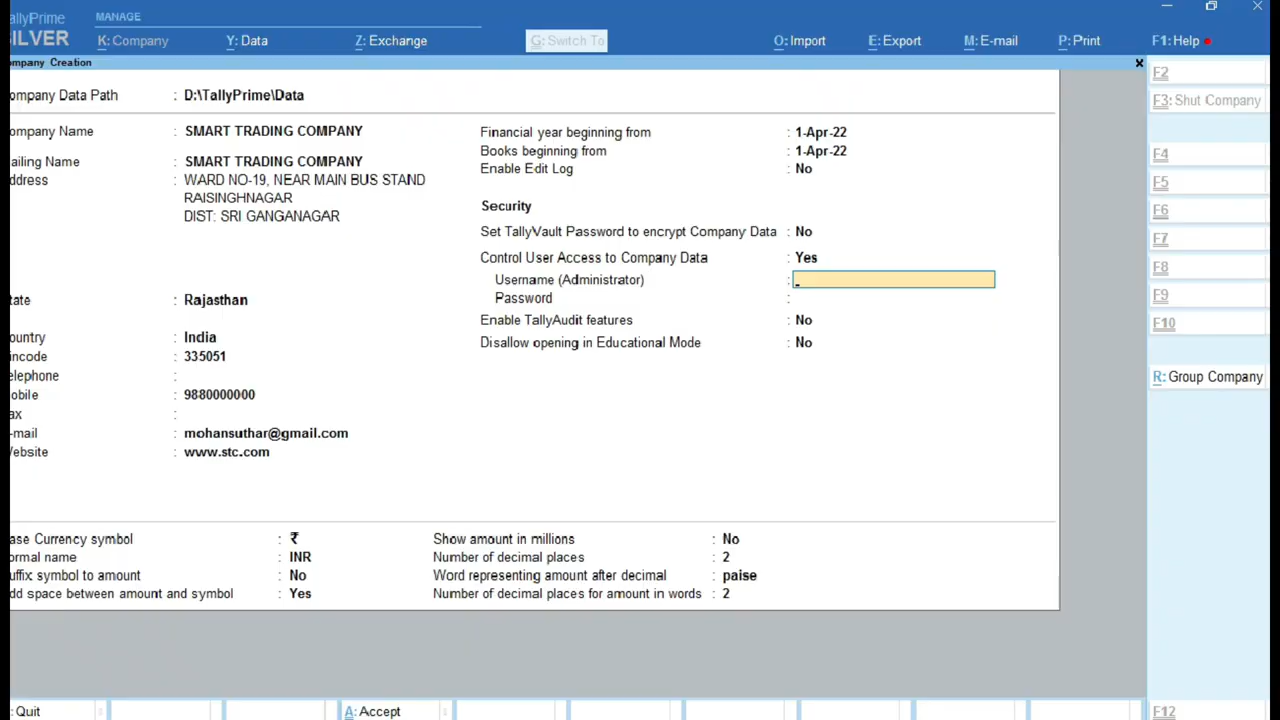 allyPrime
MANAGE
ILVER
K: Company
Y: Data
Z: Exchange
G: Switch To
O: Import
E: Export
M: E-mail
P: Print
F1: Help
ompany Creation
ompany Data Path : D:\TallyPrime\Data
ompany Name : SMART TRADING COMPANY
ailing Name : SMART TRADING COMPANY
ddress : WARD NO-19, NEAR MAIN BUS STAND
RAISINGHNAGAR
DIST: SRI GANGANAGAR
tate : Rajasthan
ountry : India
incode : 335051
elephone :
obile : 9880000000
ax :
-mail : mohansuthar@gmail.com
ebsite : www.stc.com
Financial year beginning from : 1-Apr-22
Books beginning from : 1-Apr-22
Enable Edit Log : No
Security
Set TallyVault Password to encrypt Company Data : No
Control User Access to Company Data : Yes
Username (Administrator) :
Password :
Enable TallyAudit features : No
Disallow opening in Educational Mode : No
ase Currency symbol : ₹
ormal name : INR
uffix symbol to amount : No
dd space between amount and symbol : Yes
Show amount in millions : No
Number of decimal places : 2
Word representing amount after decimal : paise
Number of decimal places for amount in words : 2
F2
F3: Shut Company
F4
F5
F6
F7
F8
F9
F10
R: Group Company
: Quit
A: Accept
F12